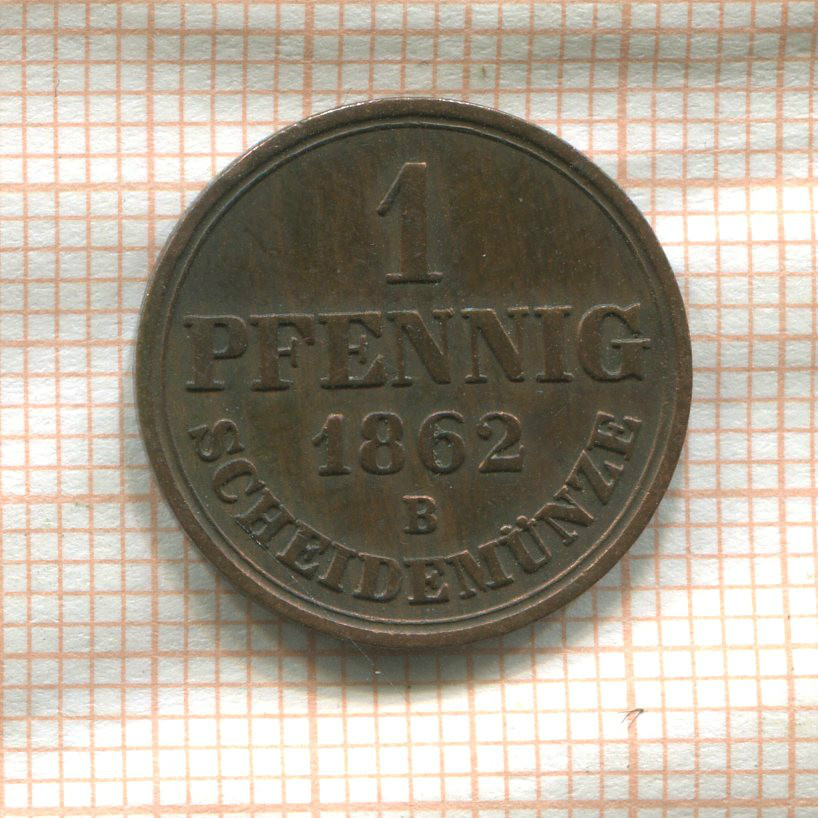 1
PFENNIG
1862
B
SCHEIDEMÜNZE